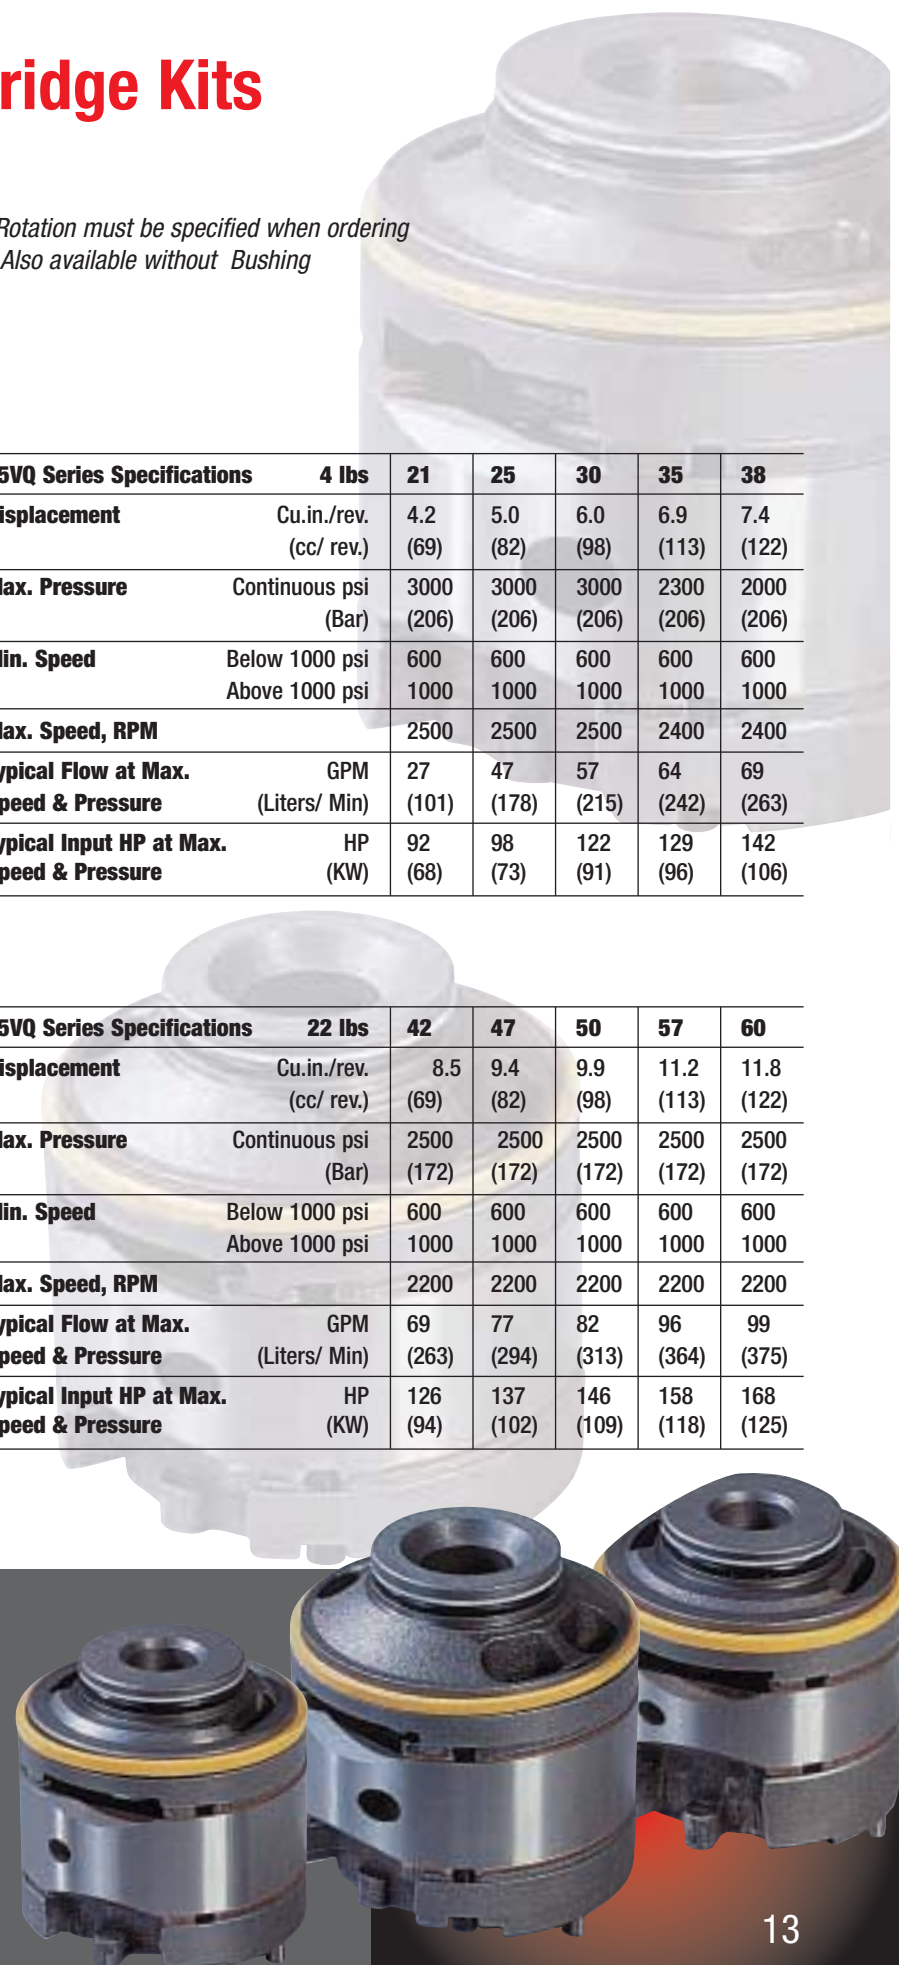 ridge Kits
Rotation must be specified when ordering
Also available without Bushing
5VQ Series Specifications 4 lbs 21 25 30 35 38
isplacement Cu.in./rev. 4.2 5.0 6.0 6.9 7.4
(cc/ rev.) (69) (82) (98) (113) (122)
ax. Pressure Continuous psi 3000 3000 3000 2300 2000
(Bar) (206) (206) (206) (206) (206)
in. Speed Below 1000 psi 600 600 600 600 600
Above 1000 psi 1000 1000 1000 1000 1000
ax. Speed, RPM 2500 2500 2500 2400 2400
ypical Flow at Max. GPM 27 47 57 64 69
peed & Pressure (Liters/ Min) (101) (178) (215) (242) (263)
ypical Input HP at Max. HP 92 98 122 129 142
peed & Pressure (KW) (68) (73) (91) (96) (106)
5VQ Series Specifications 22 lbs 42 47 50 57 60
isplacement Cu.in./rev. 8.5 9.4 9.9 11.2 11.8
(cc/ rev.) (69) (82) (98) (113) (122)
ax. Pressure Continuous psi 2500 2500 2500 2500 2500
(Bar) (172) (172) (172) (172) (172)
in. Speed Below 1000 psi 600 600 600 600 600
Above 1000 psi 1000 1000 1000 1000 1000
ax. Speed, RPM 2200 2200 2200 2200 2200
ypical Flow at Max. GPM 69 77 82 96 99
peed & Pressure (Liters/ Min) (263) (294) (313) (364) (375)
ypical Input HP at Max. HP 126 137 146 158 168
peed & Pressure (KW) (94) (102) (109) (118) (125)
13